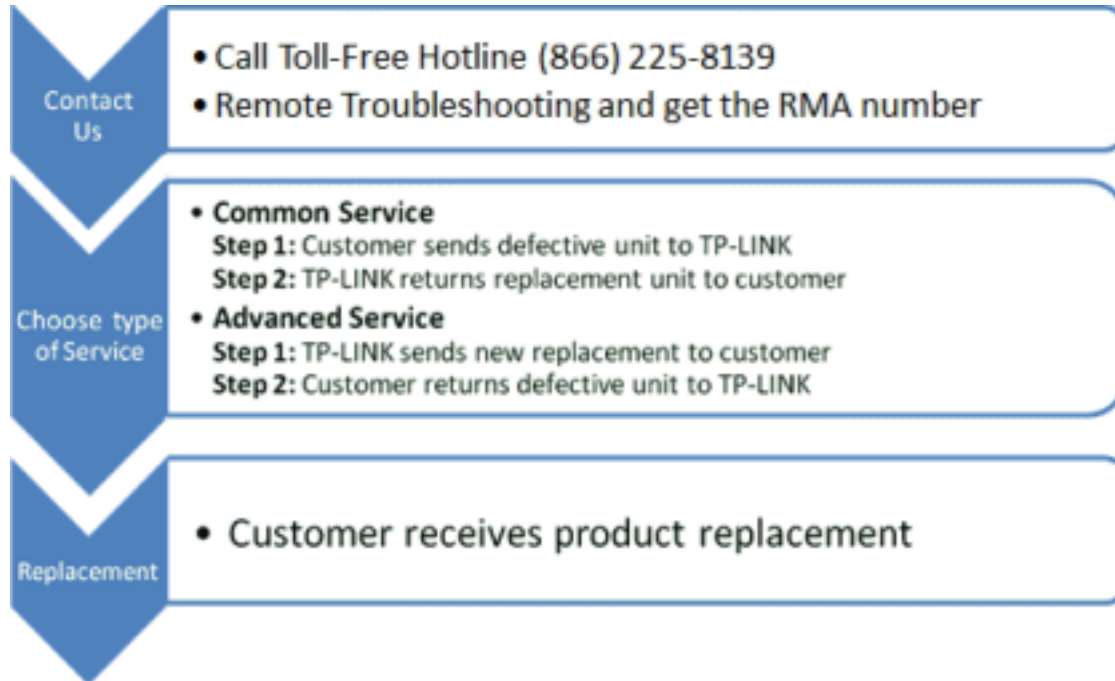 Contact
Us
• Call Toll-Free Hotline (866) 225-8139
• Remote Troubleshooting and get the RMA number
Choose type
of Service
• Common Service
Step 1: Customer sends defective unit to TP-LINK
Step 2: TP-LINK returns replacement unit to customer
• Advanced Service
Step 1: TP-LINK sends new replacement to customer
Step 2: Customer returns defective unit to TP-LINK
Replacement
• Customer receives product replacement